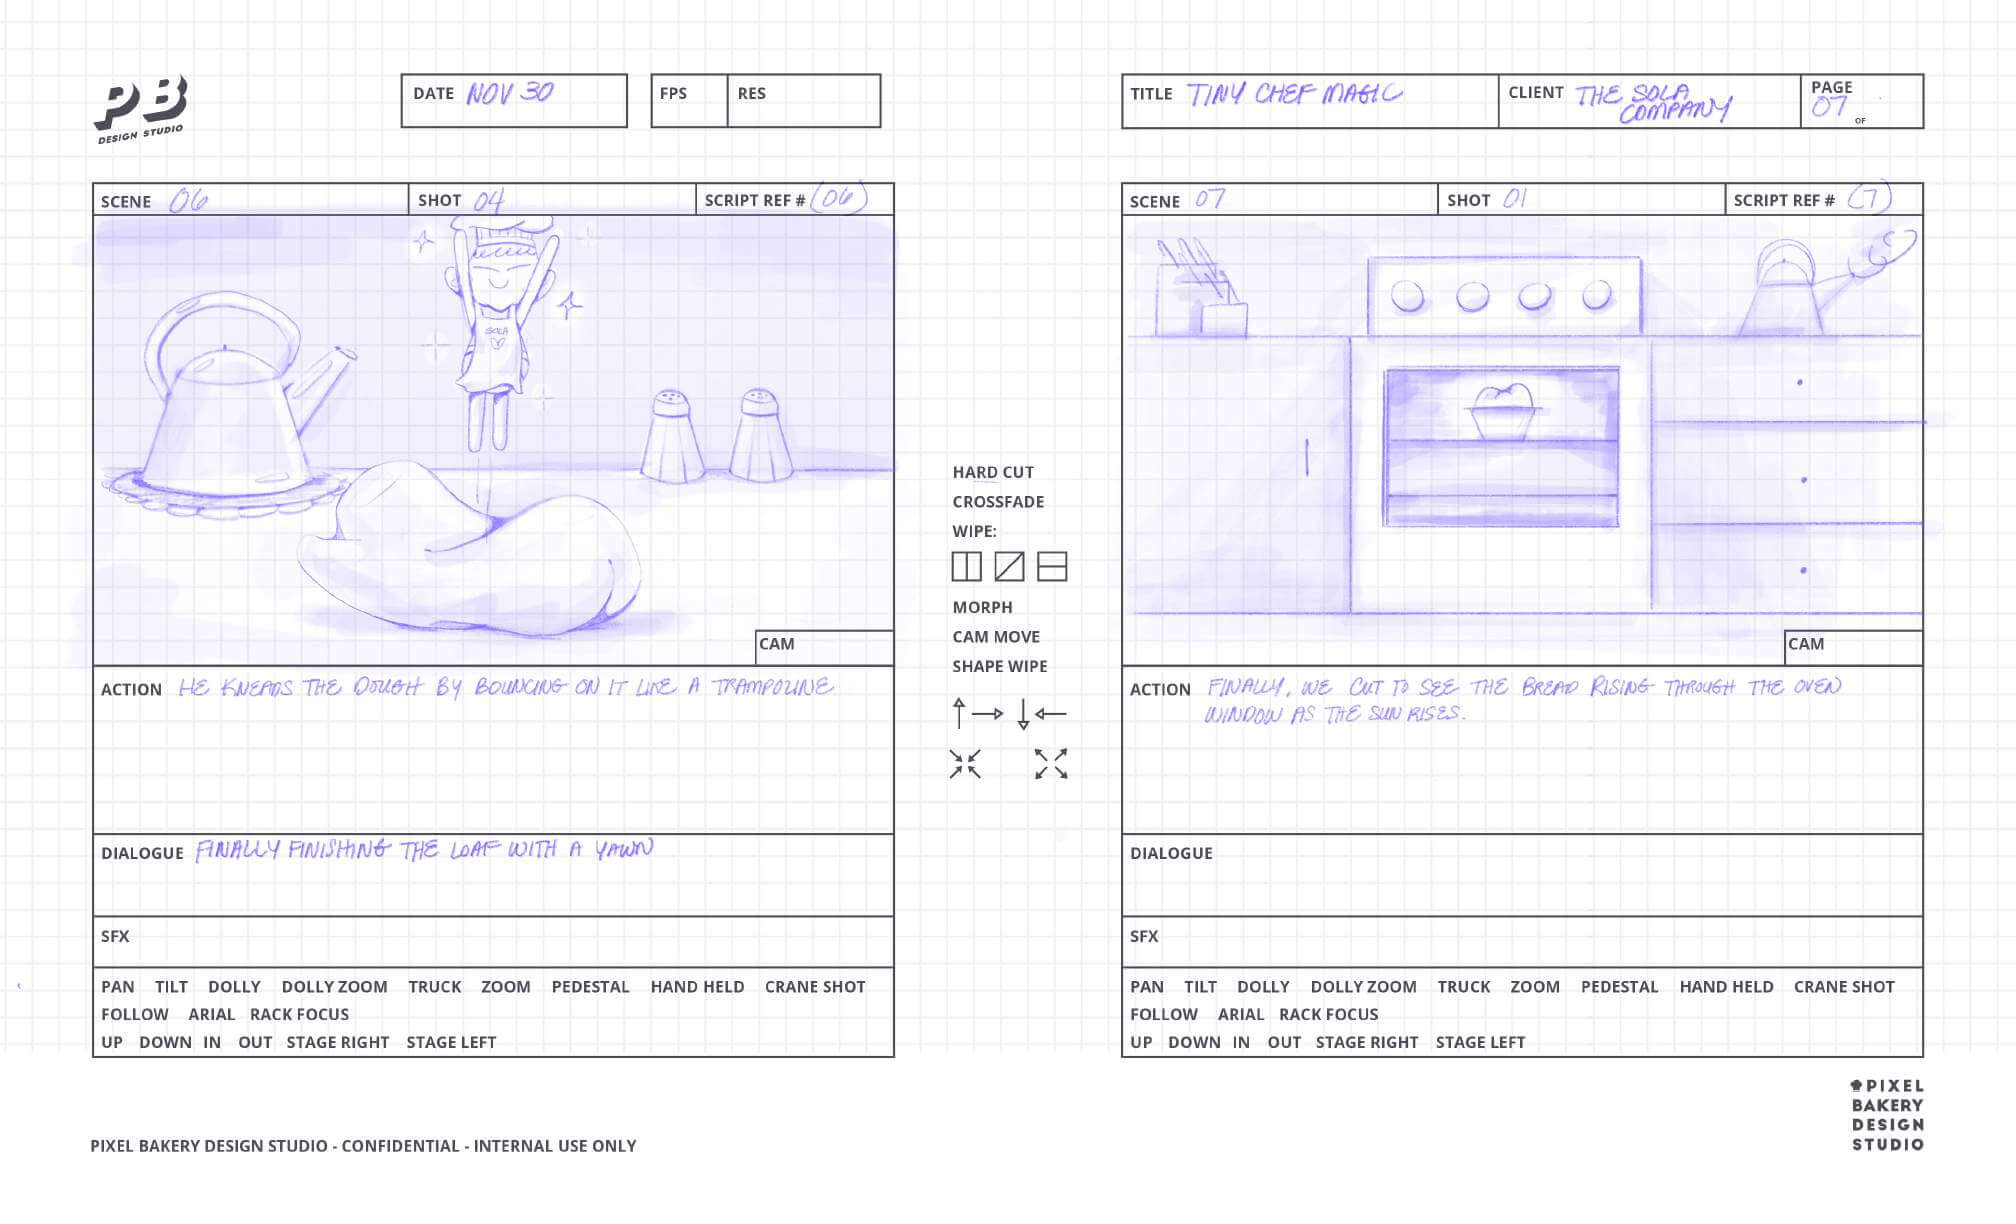 PB
DESIGN STUDIO
DATE NOV 30
FPS
RES
TITLE TINY CHEF MAGIC
CLIENT THE SOLA
COMPANY
PAGE
07
OF
SCENE 06
SHOT 04
SCRIPT REF # (06)
SOLA
CAM
ACTION HE KNEADS THE DOUGH BY BOUNCING ON IT LIKE A TRAMPOLINE
DIALOGUE FINALLY FINISHING THE LOAF WITH A YAWN
SFX
PAN TILT DOLLY DOLLY ZOOM TRUCK ZOOM PEDESTAL HAND HELD CRANE SHOT
FOLLOW ARIAL RACK FOCUS
UP DOWN IN OUT STAGE RIGHT STAGE LEFT
HARD CUT
CROSSFADE
WIPE:
MORPH
CAM MOVE
SHAPE WIPE
SCENE 07
SHOT 01
SCRIPT REF # (7)
CAM
ACTION FINALLY, WE CUT TO SEE THE BREAD RISING THROUGH THE OVEN
WINDOW AS THE SUN RISES.
DIALOGUE
SFX
PAN TILT DOLLY DOLLY ZOOM TRUCK ZOOM PEDESTAL HAND HELD CRANE SHOT
FOLLOW ARIAL RACK FOCUS
UP DOWN IN OUT STAGE RIGHT STAGE LEFT
PIXEL BAKERY DESIGN STUDIO - CONFIDENTIAL - INTERNAL USE ONLY
PIXEL
BAKERY
DESIGN
STUDIO